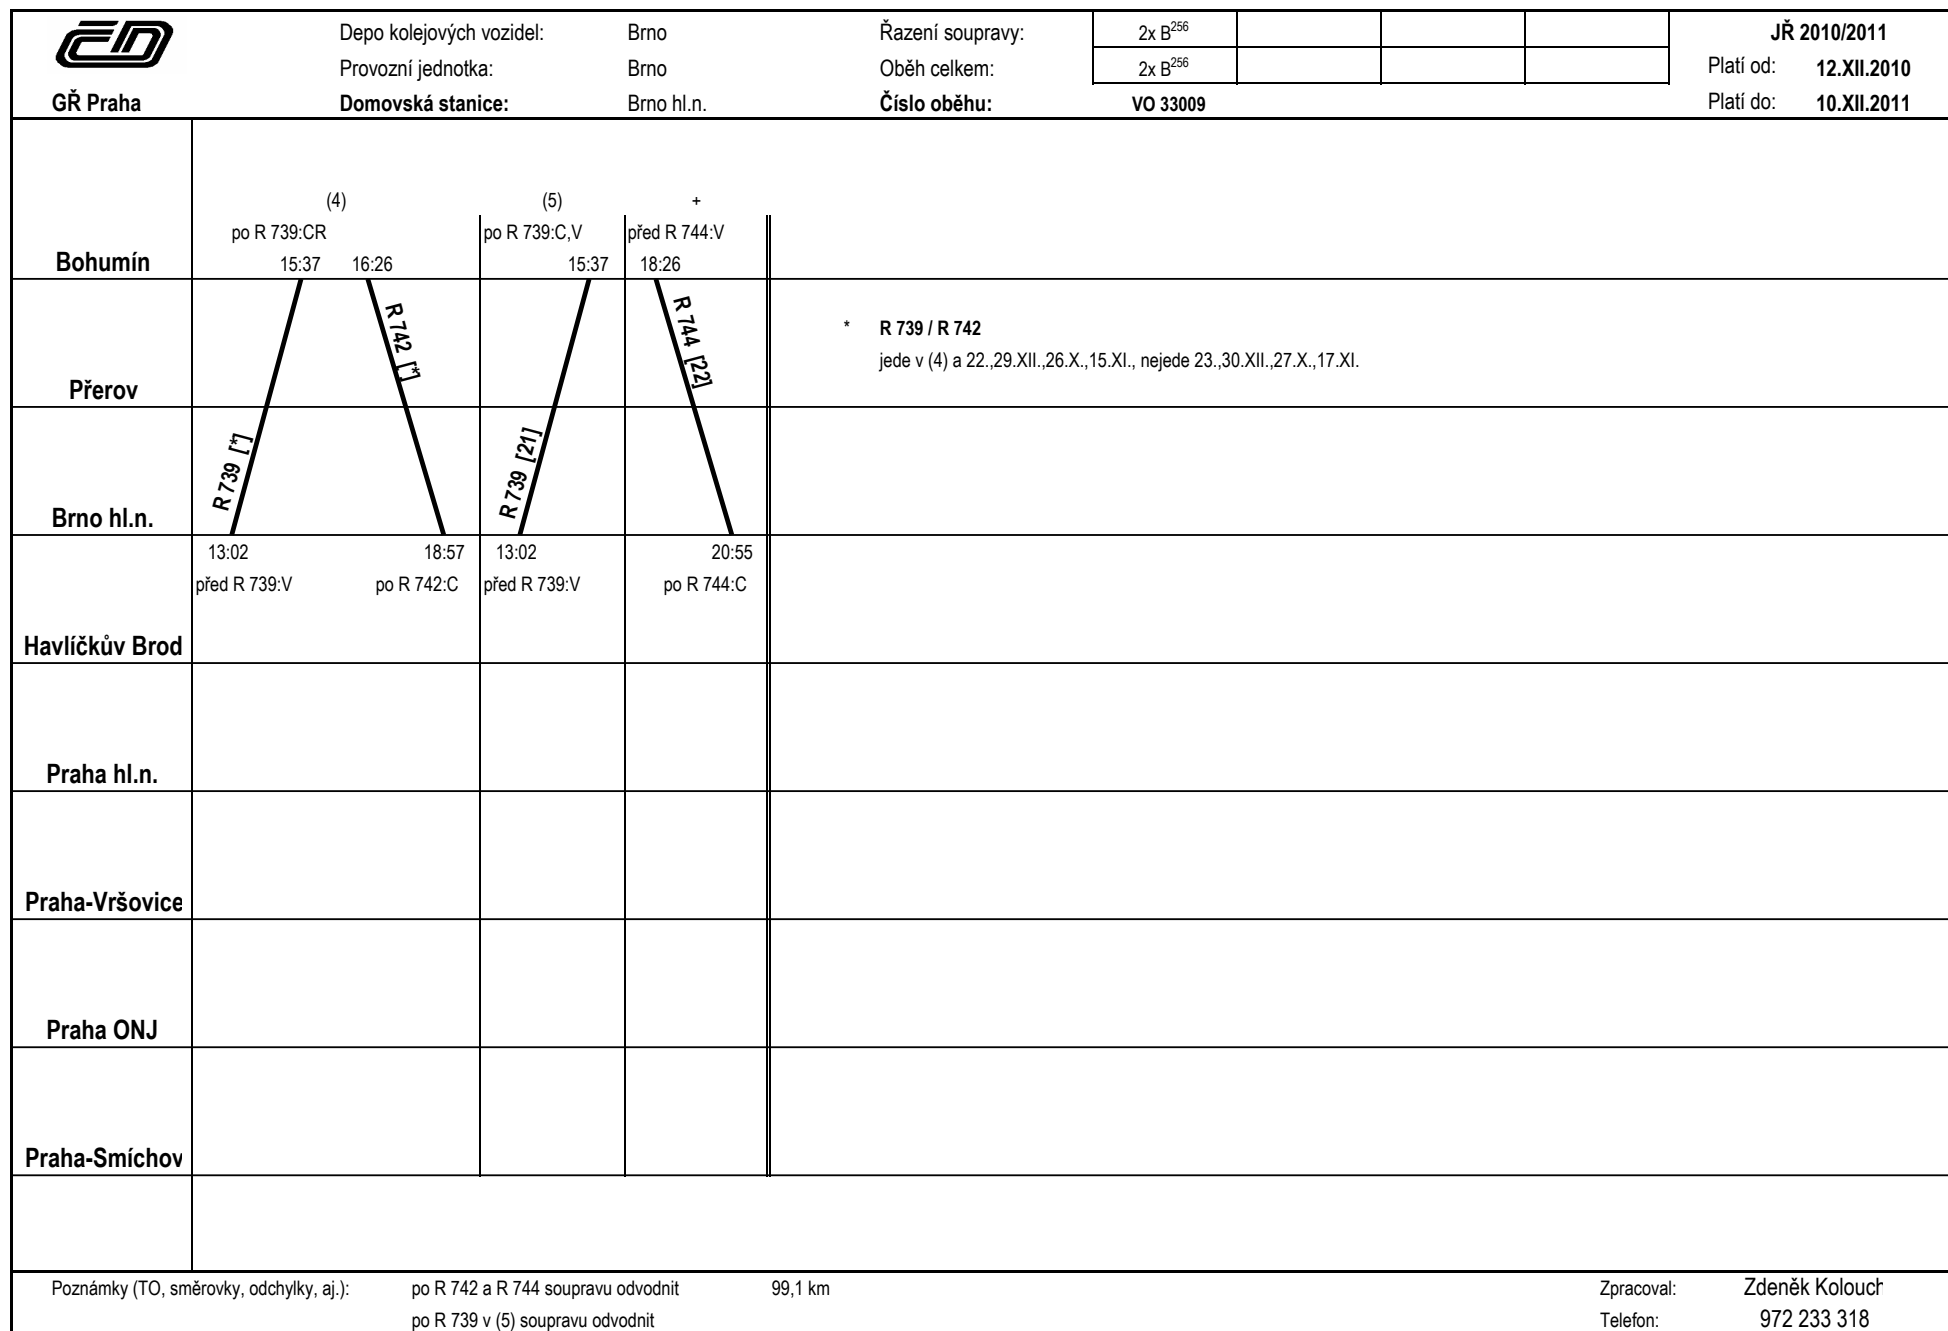 ČD Depo kolejových vozidel: Brno Řazení soupravy: 2x B256 JŘ 2010/2011
Provozní jednotka: Brno Oběh celkem: 2x B256 Platí od: 12.XII.2010
GŘ Praha Domovská stanice: Brno hl.n. Číslo oběhu: VO 33009 Platí do: 10.XII.2011
(4) (5) +
po R 739:CR po R 739:C,V před R 744:V
Bohumín 15:37 16:26 15:37 18:26
R 742 [*] R 744 [22]
* R 739 / R 742
jede v (4) a 22.,29.XII.,26.X.,15.XI., nejede 23.,30.XII.,27.X.,17.XI.
Přerov
R 739 [*] R 739 [21]
Brno hl.n.
13:02 18:57 13:02 20:55
před R 739:V po R 742:C před R 739:V po R 744:C
Havlíčkův Brod
Praha hl.n.
Praha-Vršovice
Praha ONJ
Praha-Smíchov
Poznámky (TO, směrovky, odchylky, aj.): po R 742 a R 744 soupravu odvodnit 99,1 km Zpracoval: Zdeněk Kolouch
po R 739 v (5) soupravu odvodnit Telefon: 972 233 318